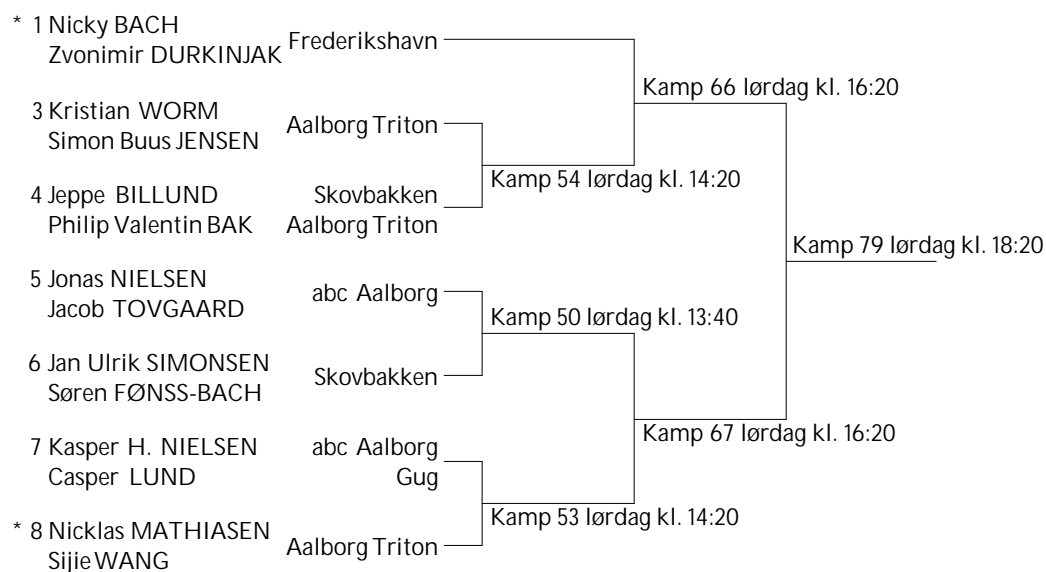 * 1 Nicky BACH
Zvonimir DURKINJAK
Frederikshavn
Kamp 66 lørdag kl. 16:20
3 Kristian WORM
Simon Buus JENSEN
Aalborg Triton
Kamp 54 lørdag kl. 14:20
4 Jeppe BILLUND Skovbakken
Philip Valentin BAK Aalborg Triton
Kamp 79 lørdag kl. 18:20
5 Jonas NIELSEN
Jacob TOVGAARD
abc Aalborg
Kamp 50 lørdag kl. 13:40
6 Jan Ulrik SIMONSEN
Søren FØNSS-BACH
Skovbakken
Kamp 67 lørdag kl. 16:20
7 Kasper H. NIELSEN abc Aalborg
Casper LUND Gug
Kamp 53 lørdag kl. 14:20
* 8 Nicklas MATHIASEN
Sijie WANG
Aalborg Triton